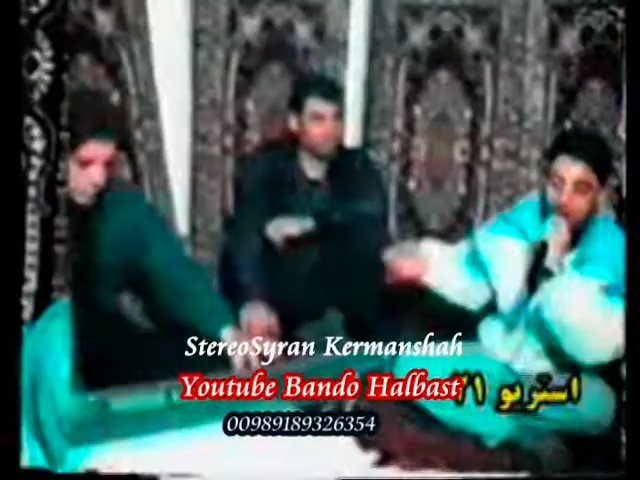 StereoSyran Kermanshah
Youtube Bando Halbast
استریو ۲۱
00989189326354